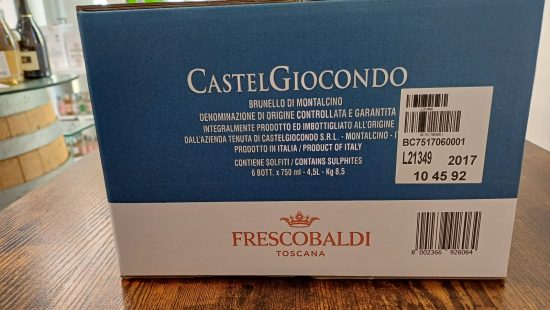 CASTELGIOCONDO
BRUNELLO DI MONTALCINO
DENOMINAZIONE DI ORIGINE CONTROLLATA E GARANTITA
INTEGRALMENTE PRODOTTO ED IMBOTTIGLIATO ALL'ORIGINE
DALL'AZIENDA TENUTA DI CASTELGIOCONDO S.R.L. - MONTALCINO - IT
PRODOTTO IN ITALIA / PRODUCT OF ITALY
CONTIENE SOLFITI / CONTAINS SULPHITES
6 BOTT. x 750 ml - 4,5L - Kg 8.5
BC7517060001
L21349 2017
10 45 92
FRESCOBALDI
TOSCANA
8 002366 926064